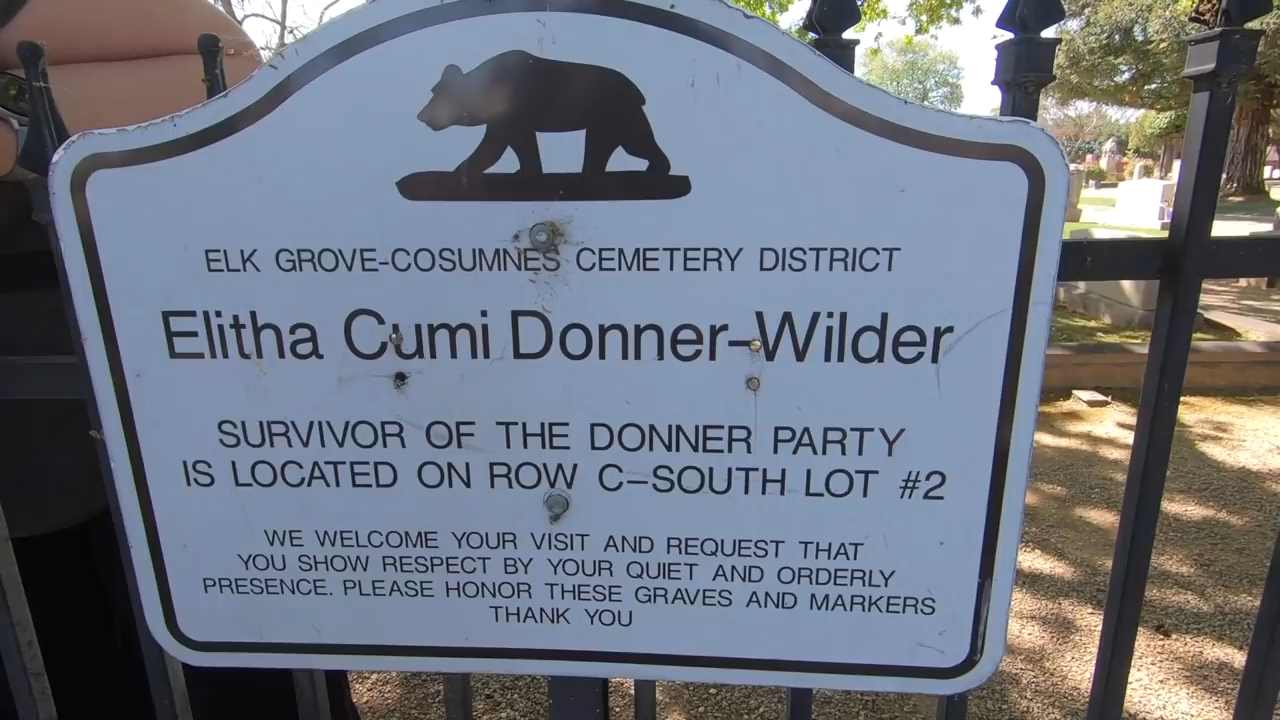 ELK GROVE-COSUMNES CEMETERY DISTRICT
Elitha Cumi Donner-Wilder
SURVIVOR OF THE DONNER PARTY
IS LOCATED ON ROW C-SOUTH LOT #2
WE WELCOME YOUR VISIT AND REQUEST THAT
YOU SHOW RESPECT BY YOUR QUIET AND ORDERLY
PRESENCE. PLEASE HONOR THESE GRAVES AND MARKERS
THANK YOU